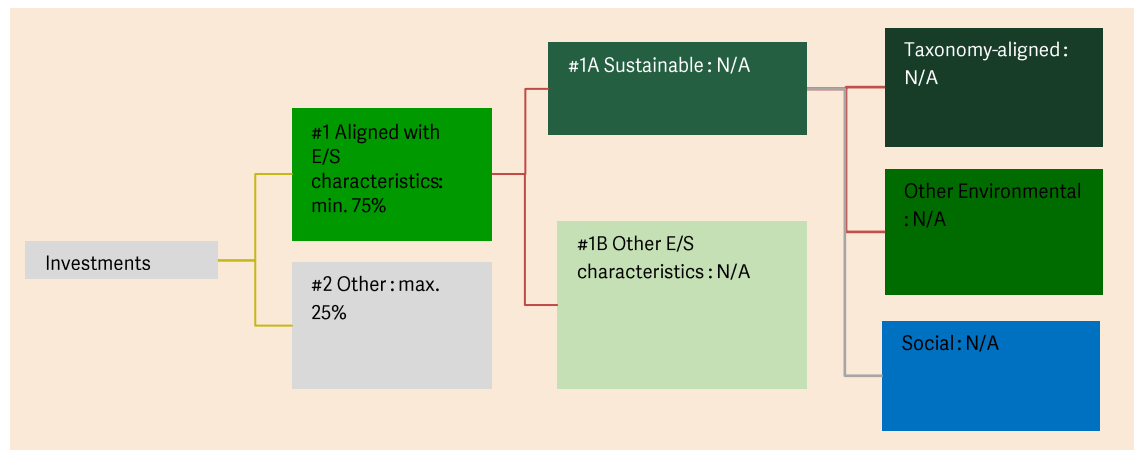 Investments
#1 Aligned with
E/S
characteristics:
min. 75%
#2 Other : max.
25%
#1A Sustainable : N/A
#1B Other E/S
characteristics : N/A
Taxonomy-aligned :
N/A
Other Environmental
: N/A
Social : N/A